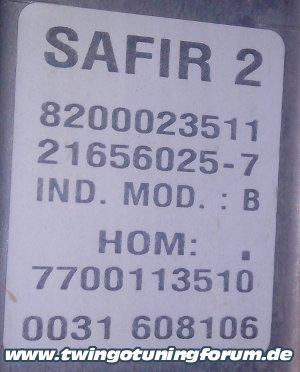 SAFIR 2
8200023511
21656025-7
IND. MOD. : B
HOM: .
7700113510
0031 608106
www.twingotuningforum.de